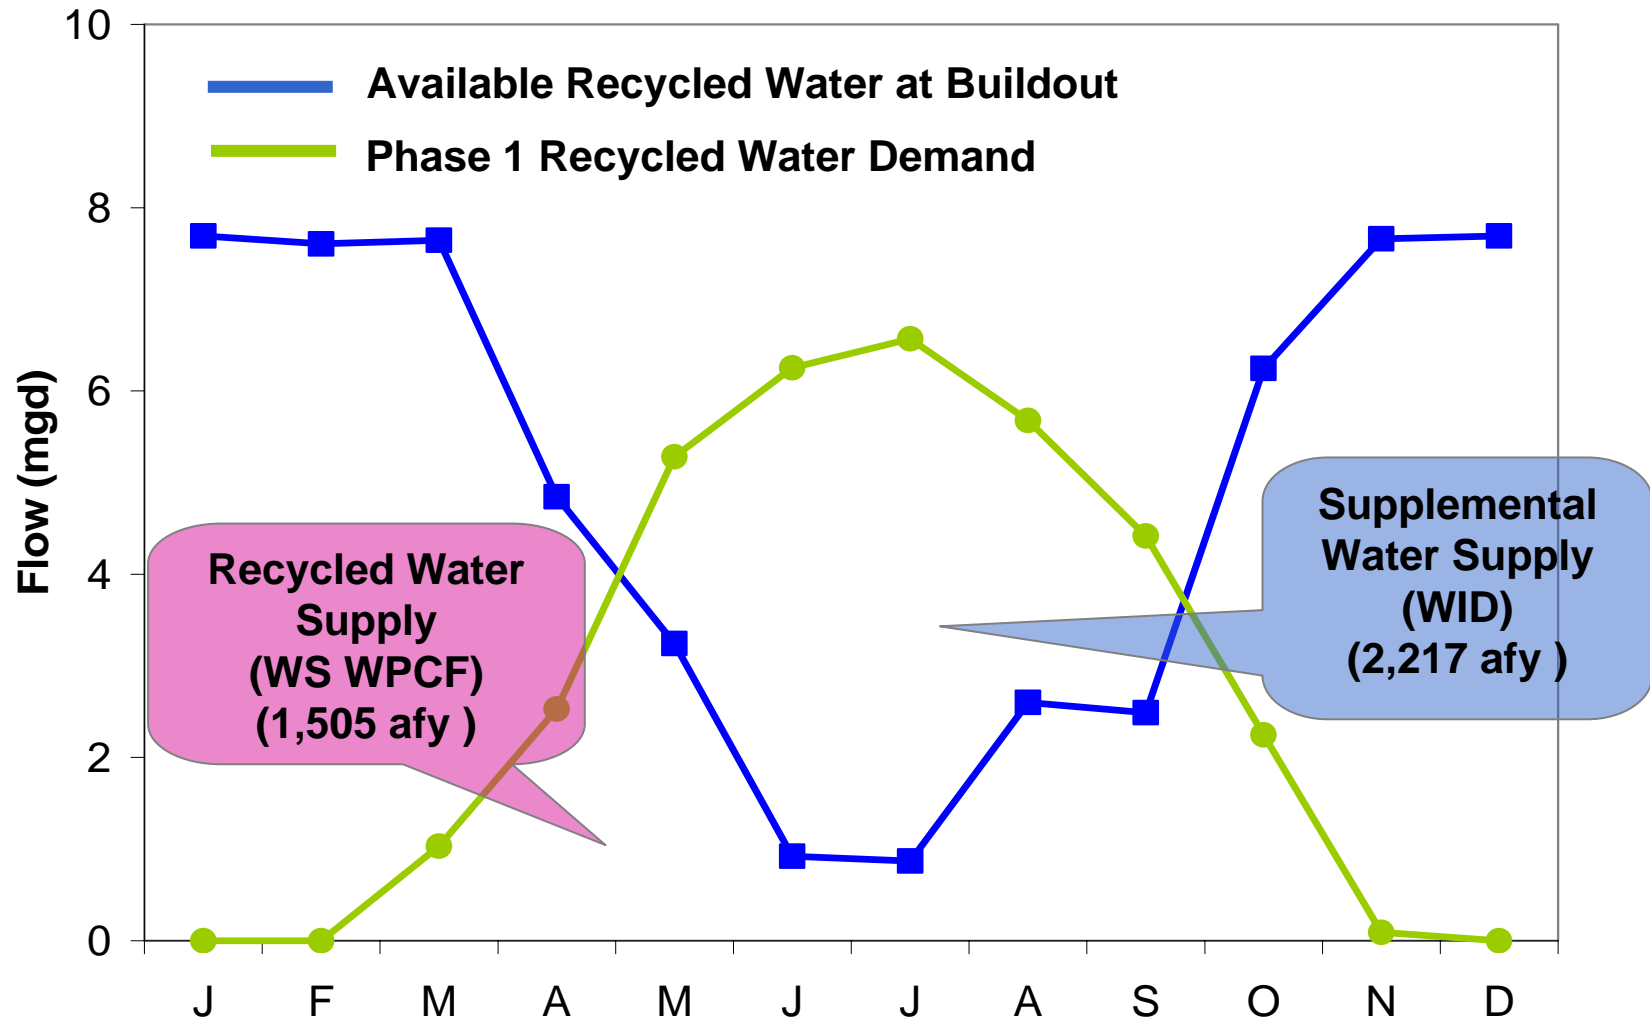 10
Available Recycled Water at Buildout
Phase 1 Recycled Water Demand
8
6
4
2
0
Flow (mgd)
Recycled Water
Supply
(WS WPCF)
(1,505 afy )
Supplemental
Water Supply
(WID)
(2,217 afy )
J F M A M J J A S O N D